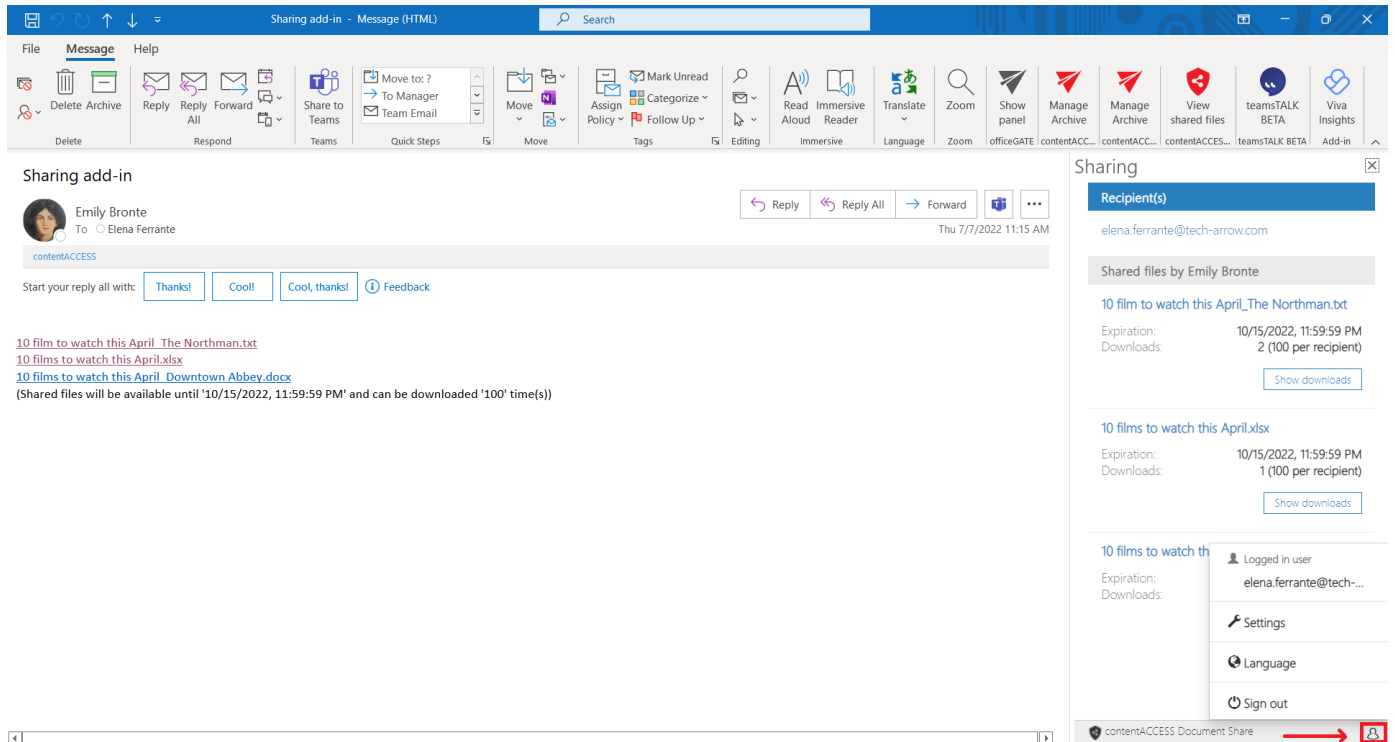 Sharing add-in - Message (HTML)
Search
File Message Help
Delete Archive
Reply Reply All Forward
Share to Teams
Move to: ?
To Manager
Team Email
Move
Assign Policy
Mark Unread
Categorize
Follow Up
Read Aloud Immersive Reader
Translate
Zoom
Show panel
Manage Archive
Manage Archive
View shared files
teamsTALK BETA
Viva Insights
Delete Respond Teams Quick Steps Move Tags Editing Immersive Language Zoom officeGATE contentACC... contentACC... contentACCES... teamsTALK BETA Add-in
Sharing add-in
Emily Bronte
To Elena Ferrante
Reply Reply All Forward
Thu 7/7/2022 11:15 AM
contentACCESS
Start your reply all with: Thanks! Cool! Cool, thanks! Feedback
10 film to watch this April_The Northman.txt
10 films to watch this April.xlsx
10 films to watch this April_Downtown Abbey.docx
(Shared files will be available until '10/15/2022, 11:59:59 PM' and can be downloaded '100' time(s))
Sharing
Recipient(s)
elena.ferrante@tech-arrow.com
Shared files by Emily Bronte
10 film to watch this April_The Northman.txt
Expiration: 10/15/2022, 11:59:59 PM
Downloads: 2 (100 per recipient)
Show downloads
10 films to watch this April.xlsx
Expiration: 10/15/2022, 11:59:59 PM
Downloads: 1 (100 per recipient)
Show downloads
10 films to watch th
Expiration:
Downloads:
Logged in user
elena.ferrante@tech-...
Settings
Language
Sign out
contentACCESS Document Share